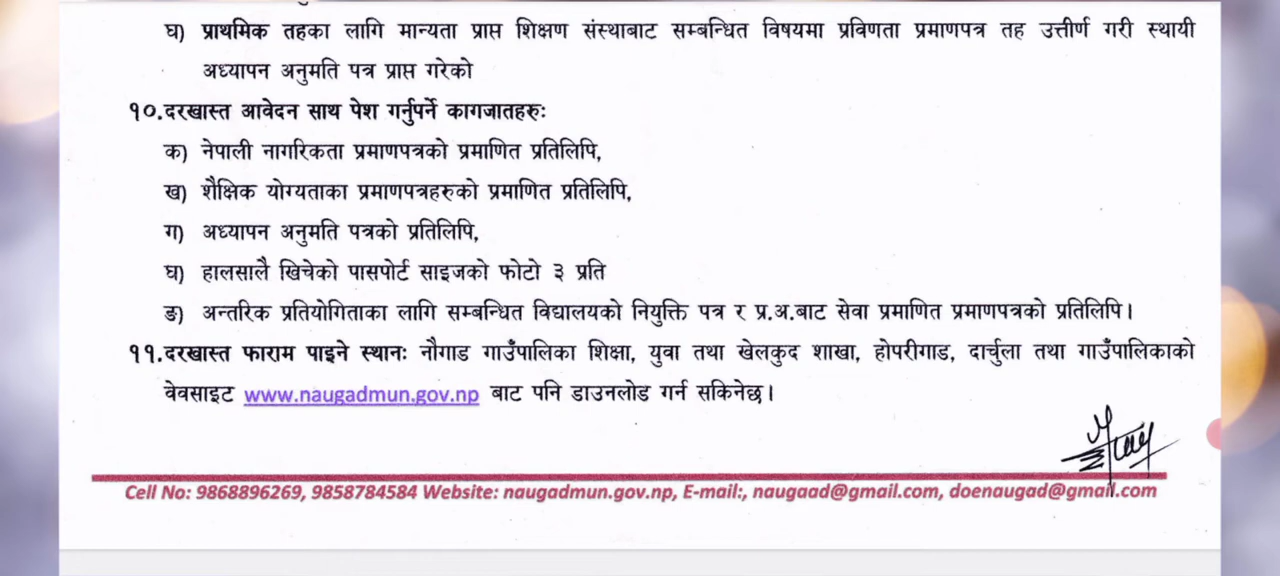 घ) प्राथमिक तहका लागि मान्यता प्राप्त शिक्षण संस्थाबाट सम्बन्धित विषयमा प्रविणता प्रमाणपत्र तह उत्तीर्ण गरी स्थायी
अध्यापन अनुमति पत्र प्राप्त गरेको
१०.दरखास्त आवेदन साथ पेश गर्नुपर्ने कागजातहरुः
क) नेपाली नागरिकता प्रमाणपत्रको प्रमाणित प्रतिलिपि,
ख) शैक्षिक योग्यताका प्रमाणपत्रहरुको प्रमाणित प्रतिलिपि,
ग) अध्यापन अनुमति पत्रको प्रतिलिपि,
घ) हालसालै खिचेको पासपोर्ट साइजको फोटो ३ प्रति
ङ) अन्तरिक प्रतियोगिताका लागि सम्बन्धित विद्यालयको नियुक्ति पत्र र प्र.अ.बाट सेवा प्रमाणित प्रमाणपत्रको प्रतिलिपि।
११.दरखास्त फाराम पाइने स्थानः नौगाड गाउँपालिका शिक्षा, युवा तथा खेलकुद शाखा, होपरीगाड, दार्चुला तथा गाउँपालिकाको
वेवसाइट www.naugadmun.gov.np बाट पनि डाउनलोड गर्न सकिनेछ।
Cell No: 9868896269, 9858784584 Website: naugadmun.gov.np, E-mail:, naugaad@gmail.com, doenaugad@gmail.com